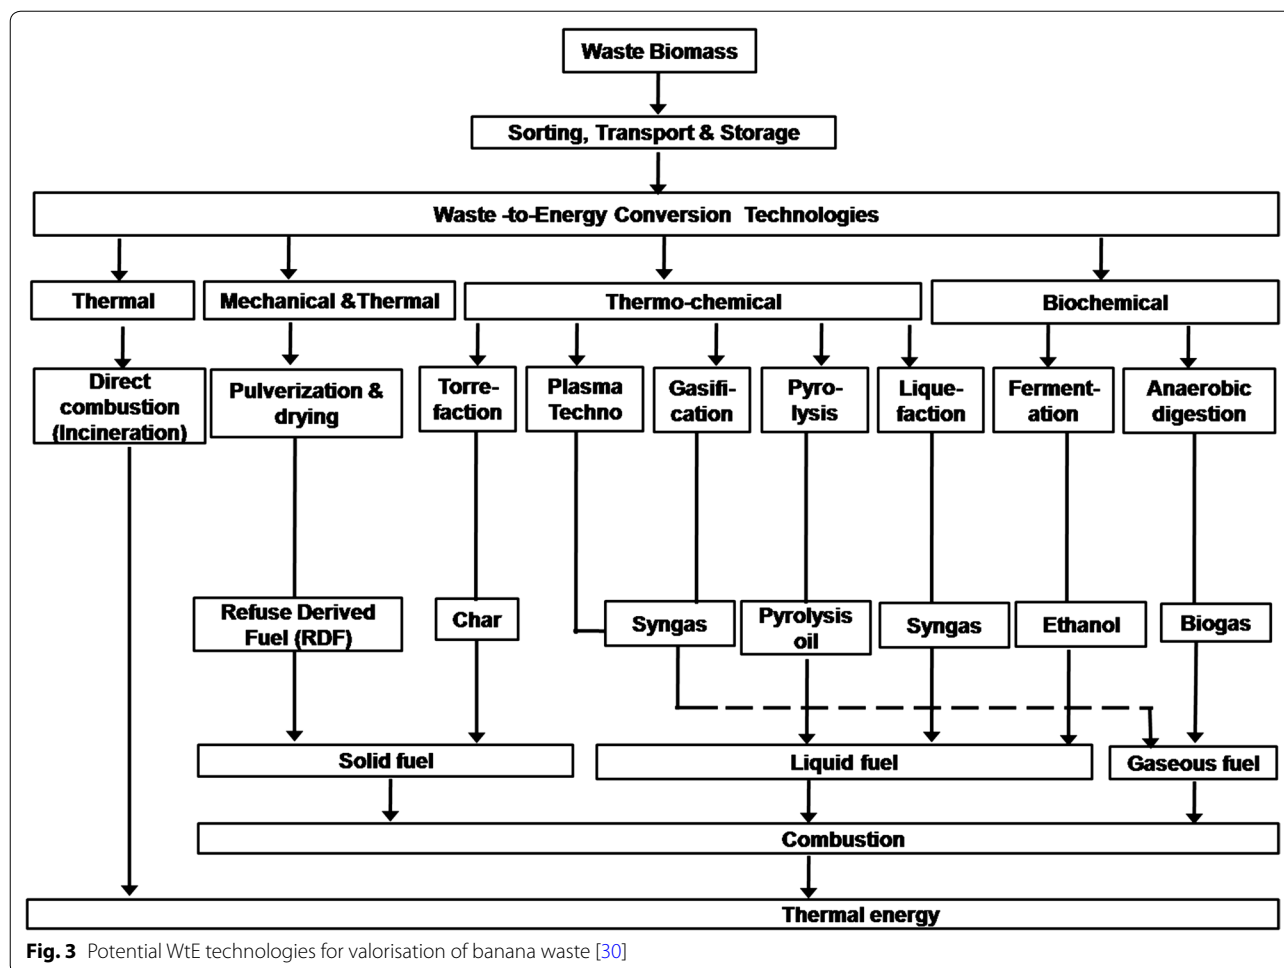 Waste Biomass
Sorting, Transport & Storage
Waste -to-Energy Conversion Technologies
Thermal
Mechanical &Thermal
Thermo-chemical
Biochemical
Direct
combustion
(Incineration)
Pulverization &
drying
Torre-
faction
Plasma
Techno
Gasifi-
cation
Pyro-
lysis
Lique-
faction
Ferment-
ation
Anaerobic
digestion
Refuse Derived
Fuel (RDF)
Char
Syngas
Pyrolysis
oil
Syngas
Ethanol
Biogas
Solid fuel
Liquid fuel
Gaseous fuel
Combustion
Thermal energy
Fig. 3 Potential WtE technologies for valorisation of banana waste [30]